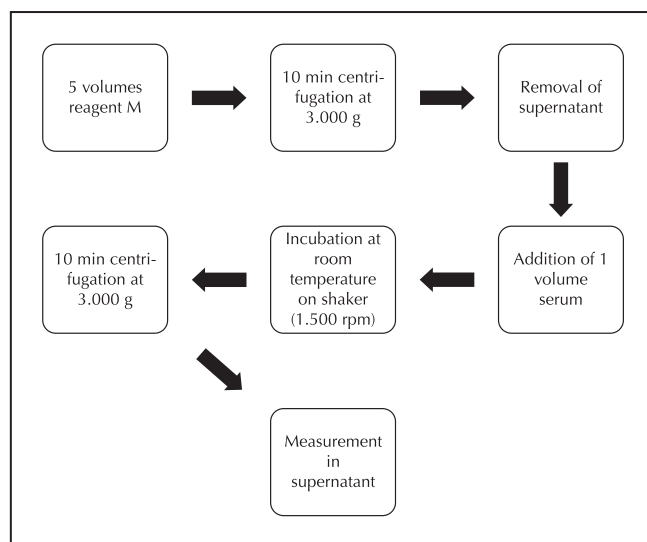 5 volumes
reagent M
10 min centri-
fugation at
3.000 g
Removal of
supernatant
Addition of 1
volume
serum
Incubation at
room
temperature
on shaker
(1.500 rpm)
10 min centri-
fugation at
3.000 g
Measurement
in
supernatant